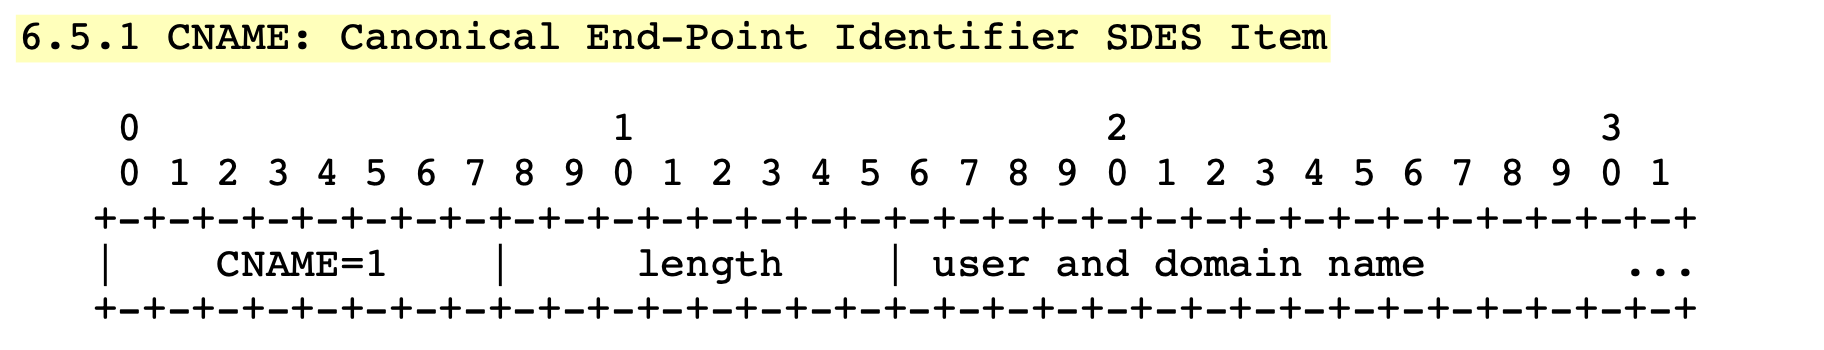 6.5.1 CNAME: Canonical End-Point Identifier SDES Item
0                   1                   2                   3
0 1 2 3 4 5 6 7 8 9 0 1 2 3 4 5 6 7 8 9 0 1 2 3 4 5 6 7 8 9 0 1
+-+-+-+-+-+-+-+-+-+-+-+-+-+-+-+-+-+-+-+-+-+-+-+-+-+-+-+-+-+-+-+-+
|    CNAME=1    |     length    | user and domain name        ...
+-+-+-+-+-+-+-+-+-+-+-+-+-+-+-+-+-+-+-+-+-+-+-+-+-+-+-+-+-+-+-+-+